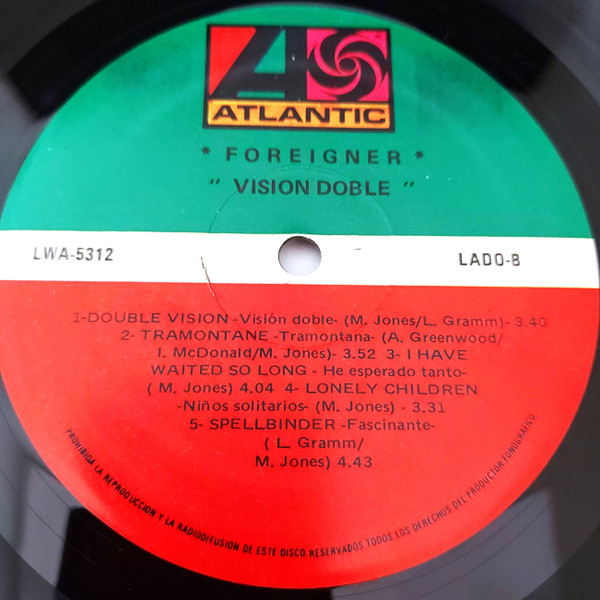 ATLANTIC
* FOREIGNER *
" VISION DOBLE "
LWA-5312
LADO-B
1-DOUBLE VISION -Visión doble- (M. Jones/L. Gramm)- 3.40
2- TRAMONTANE -Tramontana- (A. Greenwood/
I. McDonald/M. Jones)- 3.52 3- I HAVE
WAITED SO LONG - He esperado tanto-
( M. Jones) 4.04 4- LONELY CHILDREN
-Niños solitarios- (M. Jones) - 3.31
5- SPELLBINDER -Fascinante-
( L. Gramm/
M. Jones) 4.43
PROHIBIDA LA REPRODUCCION Y LA RADIODIFUSION DE ESTE DISCO. RESERVADOS TODOS LOS DERECHOS DEL PRODUCTOR FONOGRAFICO.